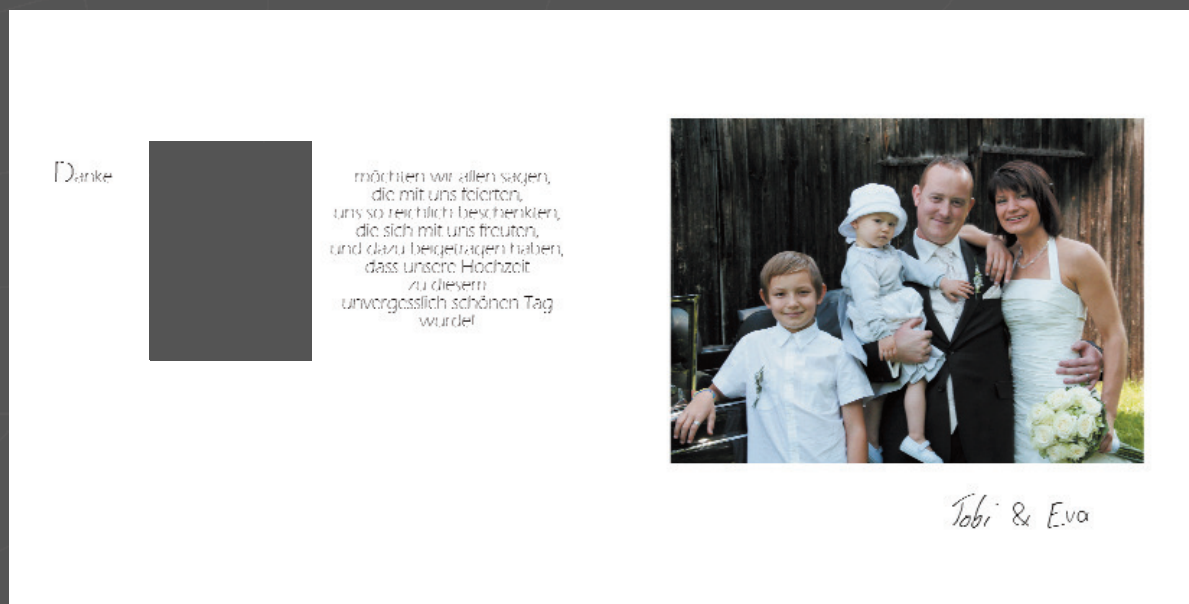 Danke
möchten wir allen sagen,
die mit uns feierten,
uns so reichlich beschenkten,
die sich mit uns freuten,
und dazu beigetragen haben,
dass unsere Hochzeit
zu diesem
unvergesslich schönen Tag
wurde!
Tobi & Eva